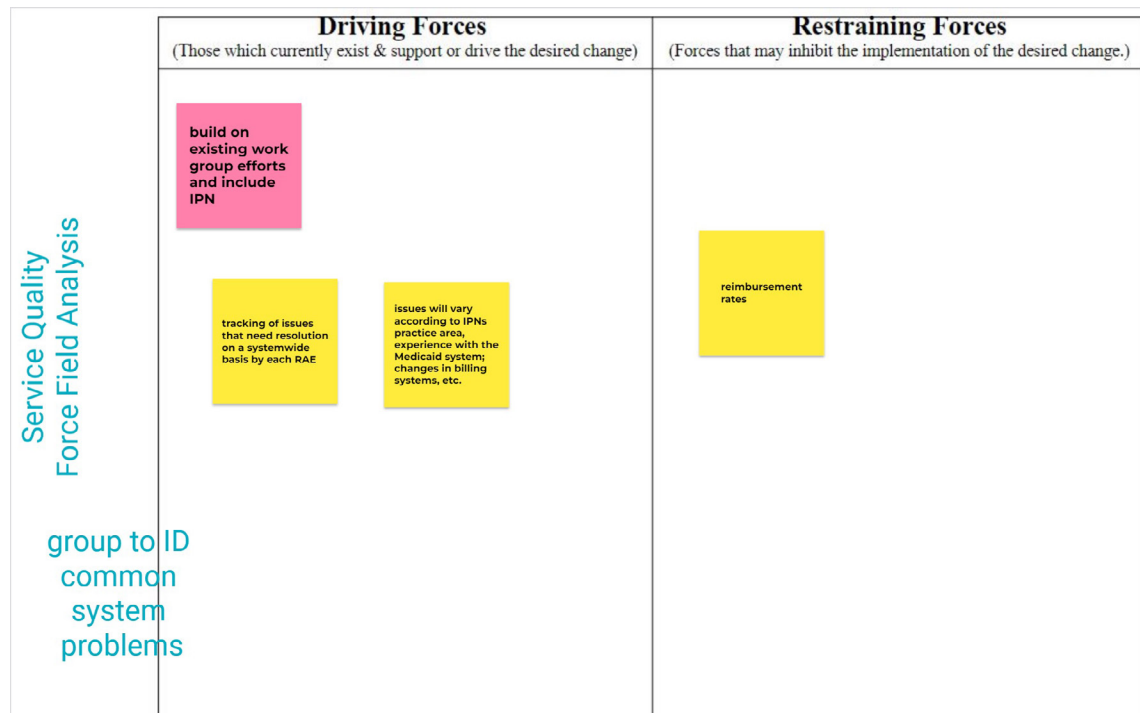 Driving Forces
(Those which currently exist & support or drive the desired change)
Restraining Forces
(Forces that may inhibit the implementation of the desired change.)
Service Quality
Force Field Analysis
build on
existing work
group efforts
and include
IPN
tracking of issues
that need resolution
on a systemwide
basis by each RAE
issues will vary
according to IPNs
practice area,
experience with the
Medicaid system;
changes in billing
systems, etc.
reimbursement
rates
group to ID
common
system
problems